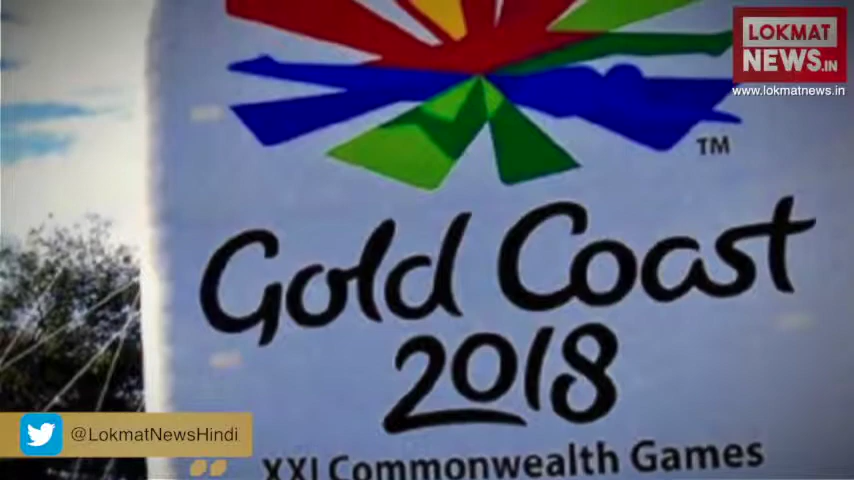 LOKMAT
NEWS.IN
www.lokmatnews.in
TM
Gold Coast
2018
XXI Commonwealth Games
@LokmatNewsHindi